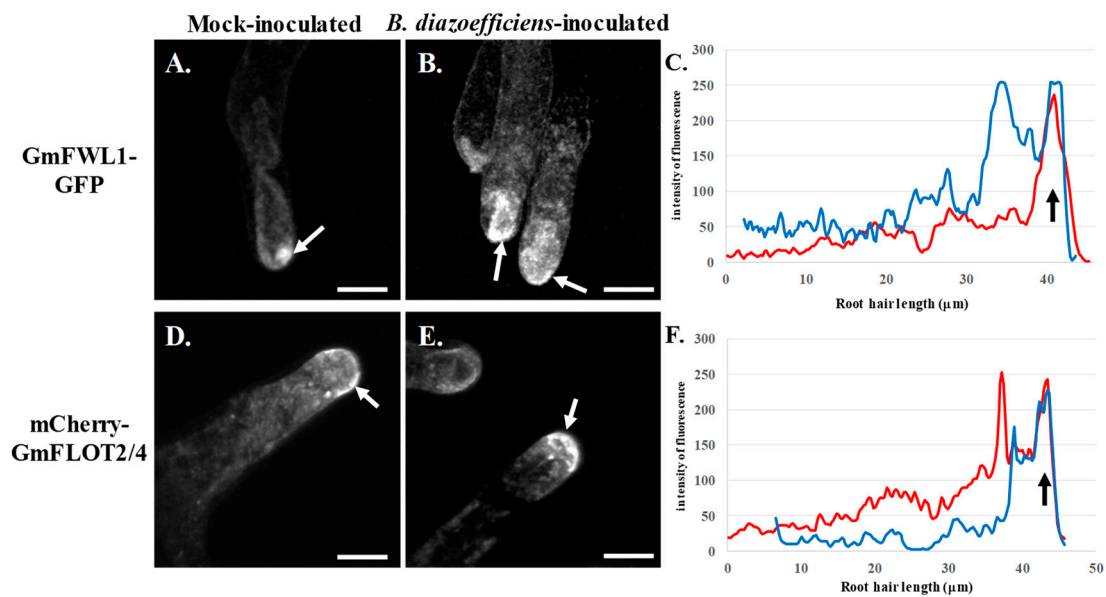 Mock-inoculated
B. diazoefficiens-inoculated
A.
B.
C.
GmFWL1-
GFP
intensity of fluorescence
300
250
200
150
100
50
0
0 10 20 30 40 50
Root hair length (μm)
D.
E.
F.
mCherry-
GmFLOT2/4
intensity of fluorescence
300
250
200
150
100
50
0
0 10 20 30 40 50
Root hair length (μm)